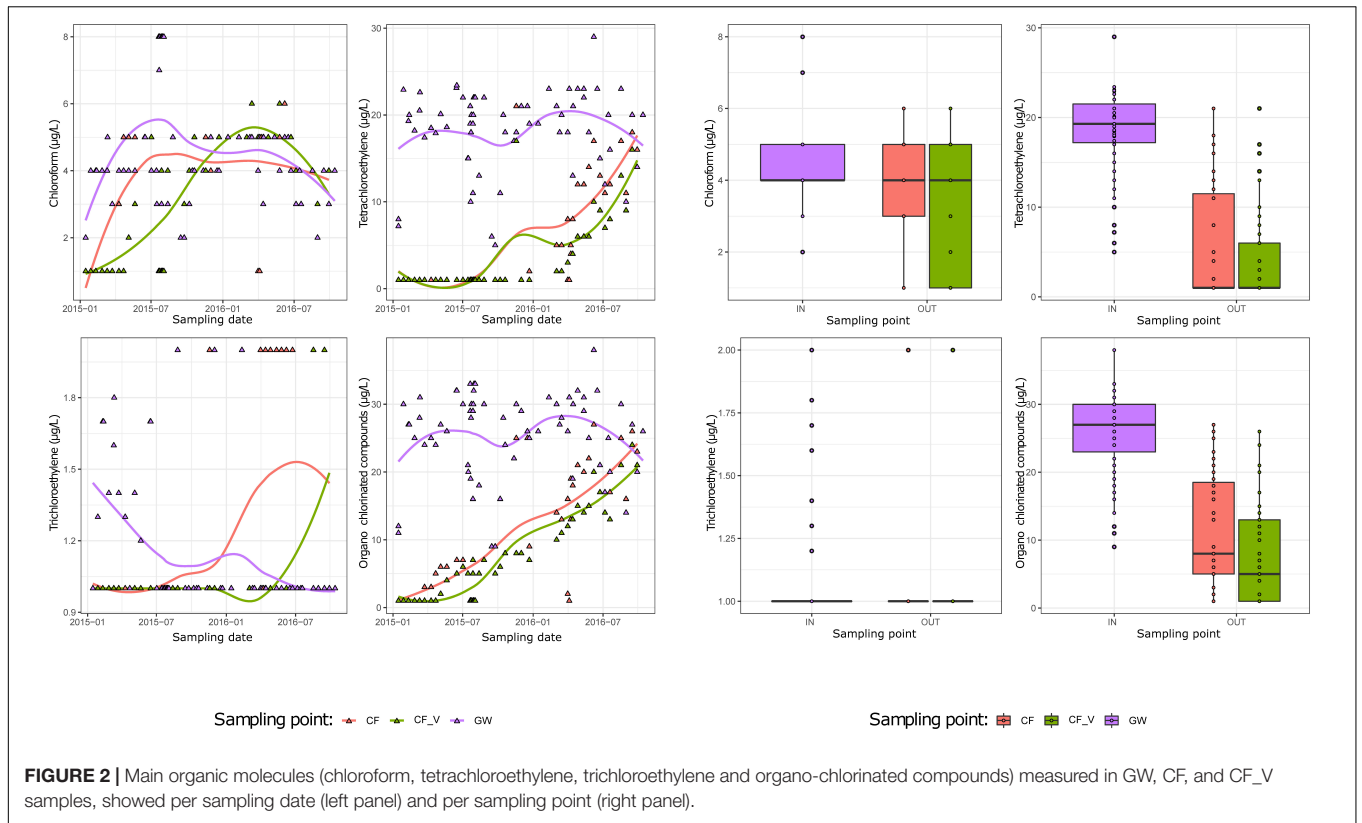 Chloroform (µg/L)
8
6
4
2
2015−01
2015−07
2016−01
2016−07
Sampling date
Tetrachloroethylene (µg/L)
30
20
10
0
2015−01
2015−07
2016−01
2016−07
Sampling date
Chloroform (µg/L)
8
6
4
2
IN
OUT
Sampling point
Tetrachloroethylene (µg/L)
30
20
10
0
IN
OUT
Sampling point
Trichloroethylene (µg/L)
1.8
1.5
1.2
0.9
2015−01
2015−07
2016−01
2016−07
Sampling date
Organo chlorinated compounds (µg/L)
30
20
10
0
2015−01
2015−07
2016−01
2016−07
Sampling date
Trichloroethylene (µg/L)
2.00
1.75
1.50
1.25
1.00
IN
OUT
Sampling point
Organo chlorinated compounds (µg/L)
30
20
10
0
IN
OUT
Sampling point
Sampling point: CF CF_V GW
Sampling point: CF CF_V GW
FIGURE 2 | Main organic molecules (chloroform, tetrachloroethylene, trichloroethylene and organo-chlorinated compounds) measured in GW, CF, and CF_V
samples, showed per sampling date (left panel) and per sampling point (right panel).